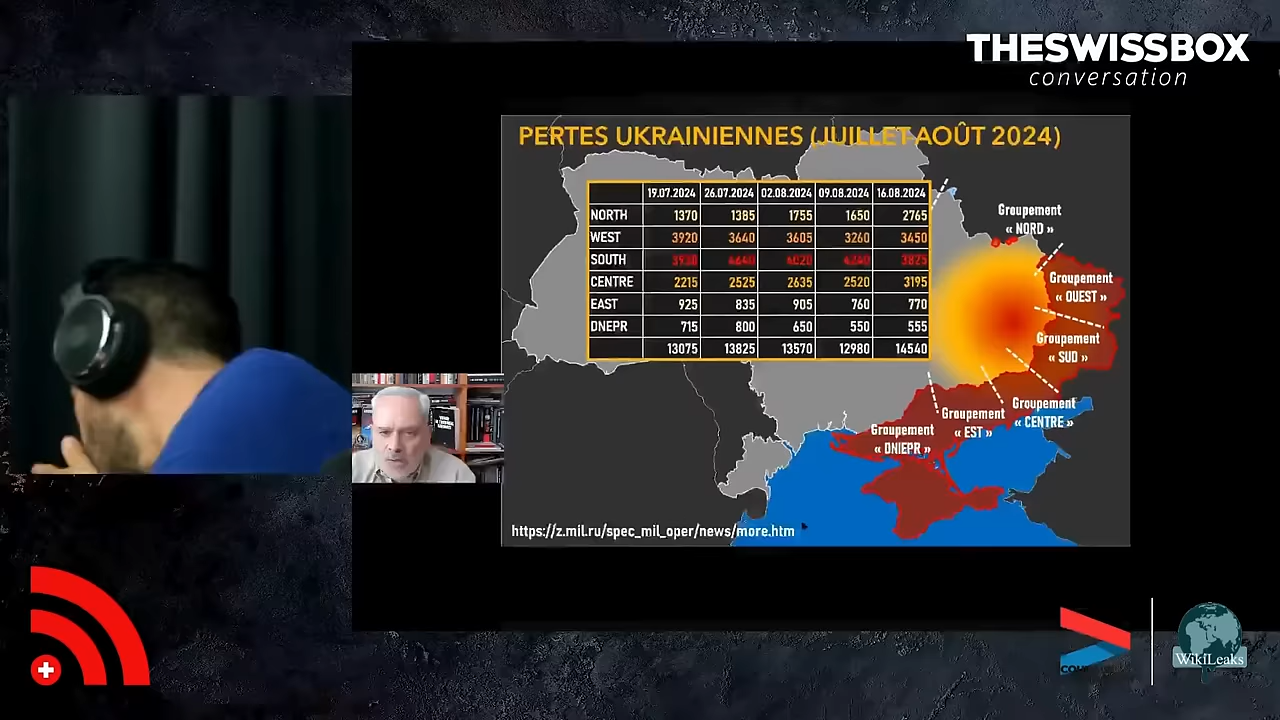 THESWISSBOX
conversation
PERTES UKRAINIENNES (JUILLET-AOÛT 2024)
19.07.2024 26.07.2024 02.08.2024 09.08.2024 16.08.2024
NORTH 1370 1385 1755 1650 2765
WEST 3920 3640 3605 3260 3450
SOUTH 3825
CENTRE 2215 2525 2635 2520 3195
EAST 925 835 905 760 770
DNEPR 715 800 650 550 555
13075 13825 13570 12980 14540
Groupement
« NORD »
Groupement
« OUEST »
Groupement
« SUD »
Groupement
« CENTRE »
Groupement
« EST »
Groupement
« DNIEPR »
https://z.mil.ru/spec_mil_oper/news/more.htm
WikiLeaks